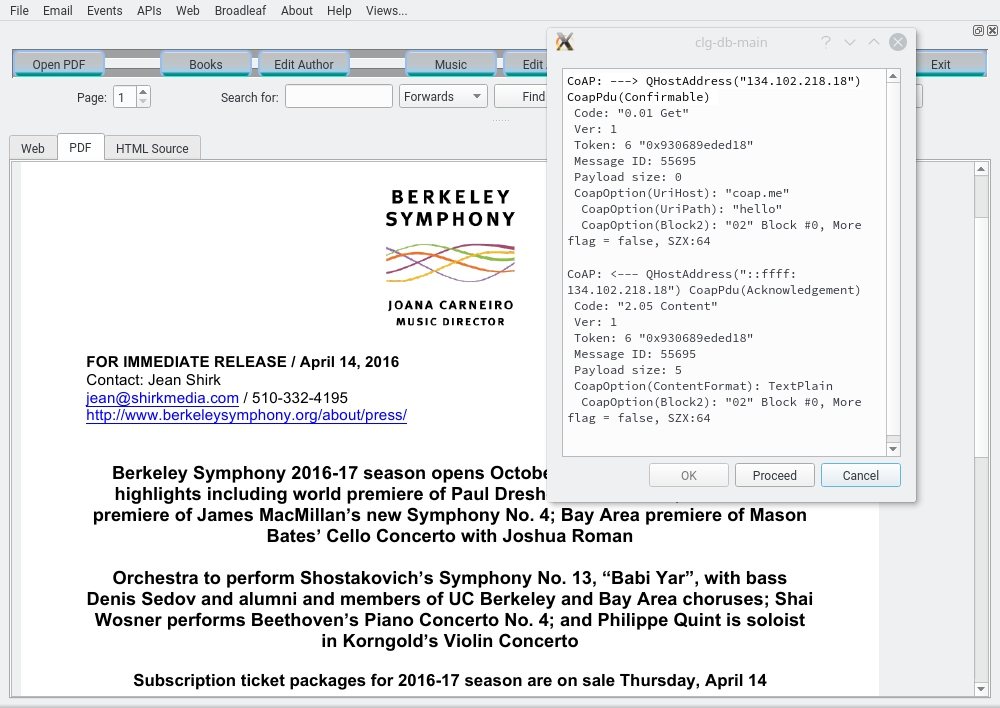 File Email Events APIs Web Broadleaf About Help Views...
Open PDF Books Edit Author Music Edit Exit
Page: 1 Search for: Forwards Find
Web PDF HTML Source
BERKELEY
SYMPHONY
JOANA CARNEIRO
MUSIC DIRECTOR
FOR IMMEDIATE RELEASE / April 14, 2016
Contact: Jean Shirk
jean@shirkmedia.com / 510-332-4195
http://www.berkeleysymphony.org/about/press/
Berkeley Symphony 2016-17 season opens
highlights including world premiere of Paul
premiere of James MacMillan’s new Symphony No. 4; Bay Area premiere of Mason
Bates’ Cello Concerto with Joshua Roman
Orchestra to perform Shostakovich’s Symphony No. 13, “Babi Yar”, with bass
Denis Sedov and alumni and members of UC Berkeley and Bay Area choruses; Shai
Wosner performs Beethoven’s Piano Concerto No. 4; and Philippe Quint is soloist
in Korngold’s Violin Concerto
Subscription ticket packages for 2016-17 season are on sale Thursday, April 14
clg-db-main
CoAP: ---> QHostAddress("134.102.218.18")
CoapPdu(Confirmable)
Code: "0.01 Get"
Ver: 1
Token: 6 "0x930689eded18"
Message ID: 55695
Payload size: 0
CoapOption(UriHost): "coap.me"
CoapOption(UriPath): "hello"
CoapOption(Block2): "02" Block #0, More
flag = false, SZX:64
CoAP: <--- QHostAddress("::ffff:
134.102.218.18") CoapPdu(Acknowledgement)
Code: "2.05 Content"
Ver: 1
Token: 6 "0x930689eded18"
Message ID: 55695
Payload size: 5
CoapOption(ContentFormat): TextPlain
CoapOption(Block2): "02" Block #0, More
flag = false, SZX:64
OK Proceed Cancel